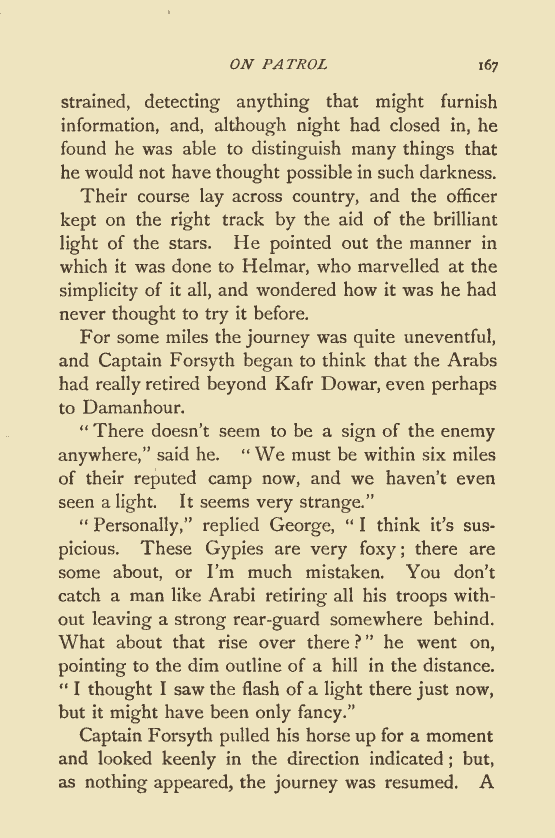 ON PATROL 167
strained, detecting anything that might furnish
information, and, although night had closed in, he
found he was able to distinguish many things that
he would not have thought possible in such darkness.
Their course lay across country, and the officer
kept on the right track by the aid of the brilliant
light of the stars. He pointed out the manner in
which it was done to Helmar, who marvelled at the
simplicity of it all, and wondered how it was he had
never thought to try it before.
For some miles the journey was quite uneventful,
and Captain Forsyth began to think that the Arabs
had really retired beyond Kafr Dowar, even perhaps
to Damanhour.
"There doesn't seem to be a sign of the enemy
anywhere," said he. "We must be within six miles
of their reputed camp now, and we haven't even
seen a light. It seems very strange."
"Personally," replied George, "I think it's sus-
picious. These Gypies are very foxy; there are
some about, or I'm much mistaken. You don't
catch a man like Arabi retiring all his troops with-
out leaving a strong rear-guard somewhere behind.
What about that rise over there?" he went on,
pointing to the dim outline of a hill in the distance.
"I thought I saw the flash of a light there just now,
but it might have been only fancy."
Captain Forsyth pulled his horse up for a moment
and looked keenly in the direction indicated; but,
as nothing appeared, the journey was resumed. A